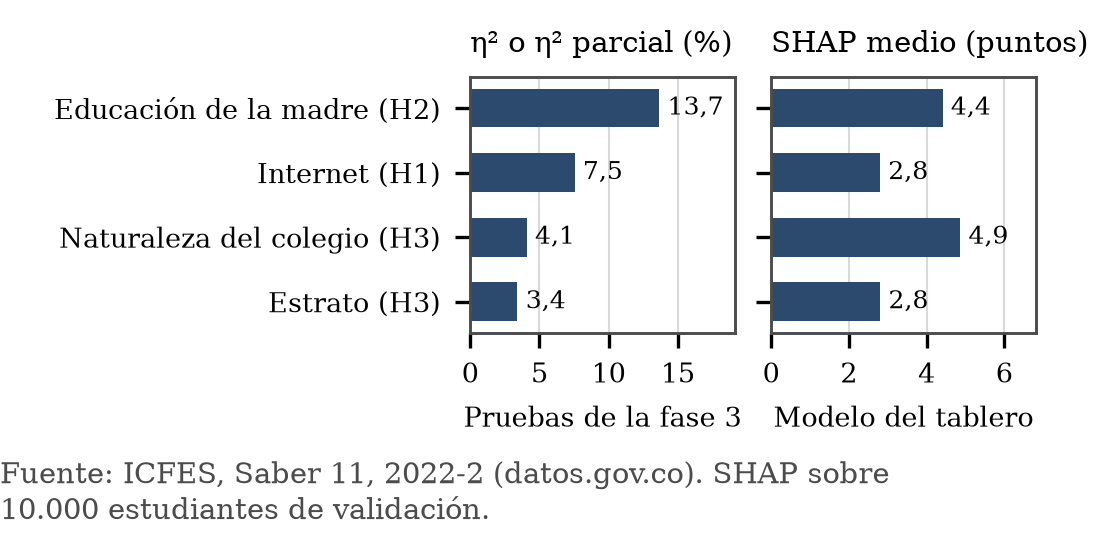 η² o η² parcial (%)
SHAP medio (puntos)
Educación de la madre (H2)
13,7
4,4
Internet (H1)
7,5
2,8
Naturaleza del colegio (H3)
4,1
4,9
Estrato (H3)
3,4
2,8
0 5 10 15
0 2 4 6
Pruebas de la fase 3
Modelo del tablero
Fuente: ICFES, Saber 11, 2022-2 (datos.gov.co). SHAP sobre
10.000 estudiantes de validación.